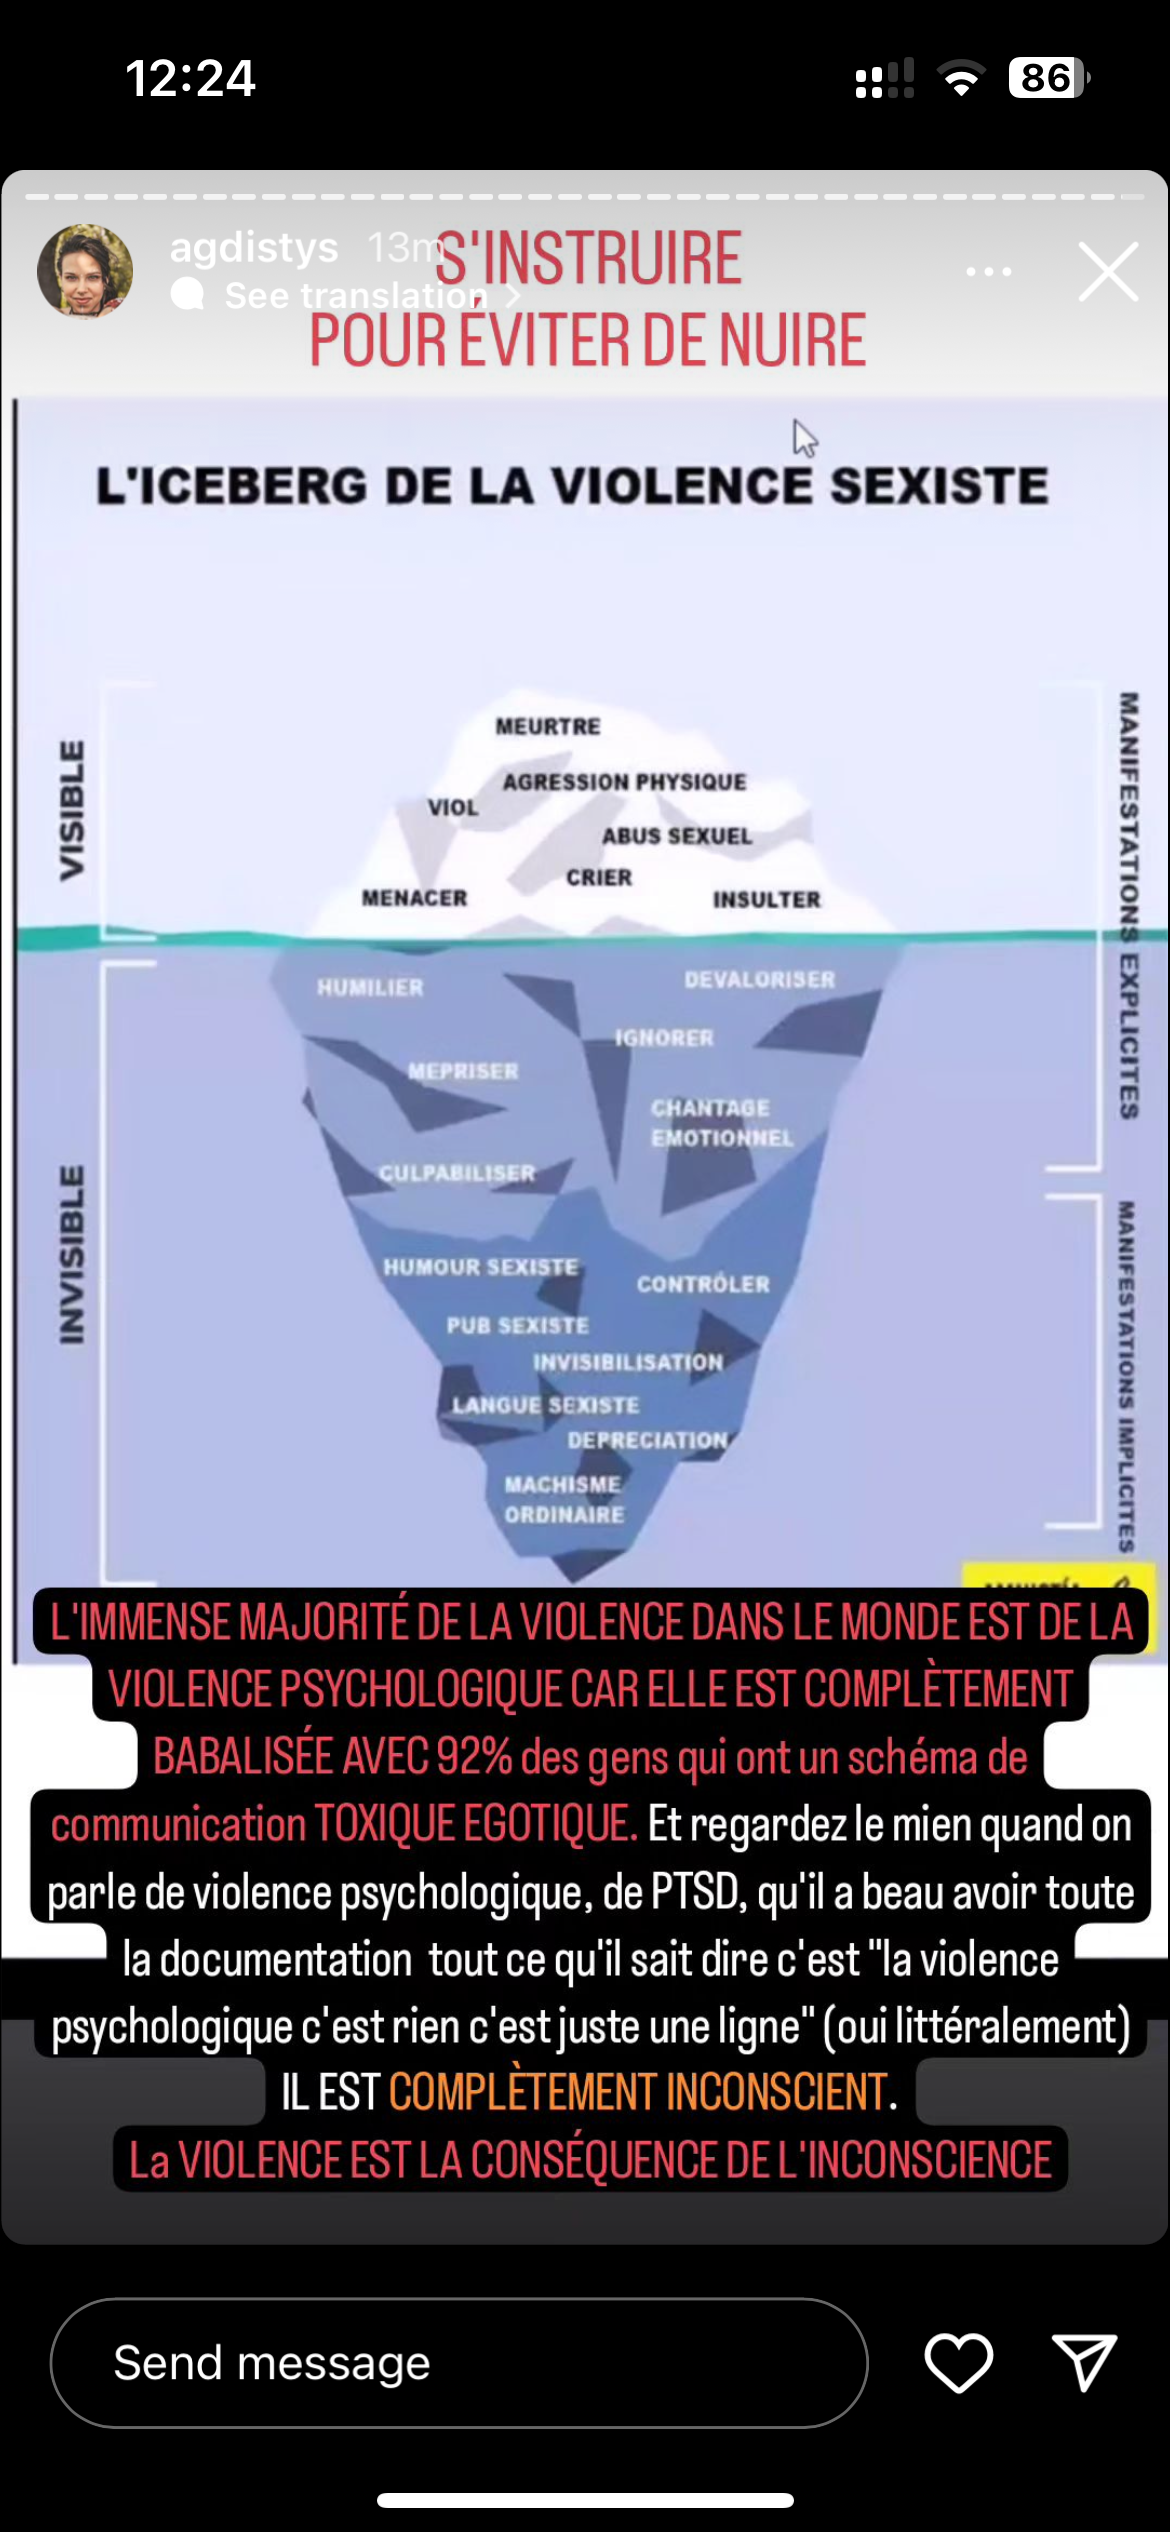 12:24
86
agdistys 13m
See translation
S'INSTRUIRE
POUR ÉVITER DE NUIRE
L'ICEBERG DE LA VIOLENCE SEXISTE
VISIBLE
MANIFESTATIONS EXPLICITES
MEURTRE
AGRESSION PHYSIQUE
VIOL
ABUS SEXUEL
CRIER
MENACER
INSULTER
INVISIBLE
HUMILIER
DEVALORISER
IGNORER
MEPRISER
CHANTAGE
EMOTIONNEL
CULPABILISER
MANIFESTATIONS IMPLICITES
HUMOUR SEXISTE
CONTRÔLER
PUB SEXISTE
INVISIBILISATION
LANGUE SEXISTE
DEPRECIATION
MACHISME
ORDINAIRE
L'IMMENSE MAJORITÉ DE LA VIOLENCE DANS LE MONDE EST DE LA
VIOLENCE PSYCHOLOGIQUE CAR ELLE EST COMPLÈTEMENT
BABALISÉE AVEC 92% des gens qui ont un schéma de
communication TOXIQUE EGOTIQUE. Et regardez le mien quand on
parle de violence psychologique, de PTSD, qu'il a beau avoir toute
la documentation tout ce qu'il sait dire c'est "la violence
psychologique c'est rien c'est juste une ligne" (oui littéralement)
IL EST COMPLÈTEMENT INCONSCIENT.
La VIOLENCE EST LA CONSÉQUENCE DE L'INCONSCIENCE
Send message